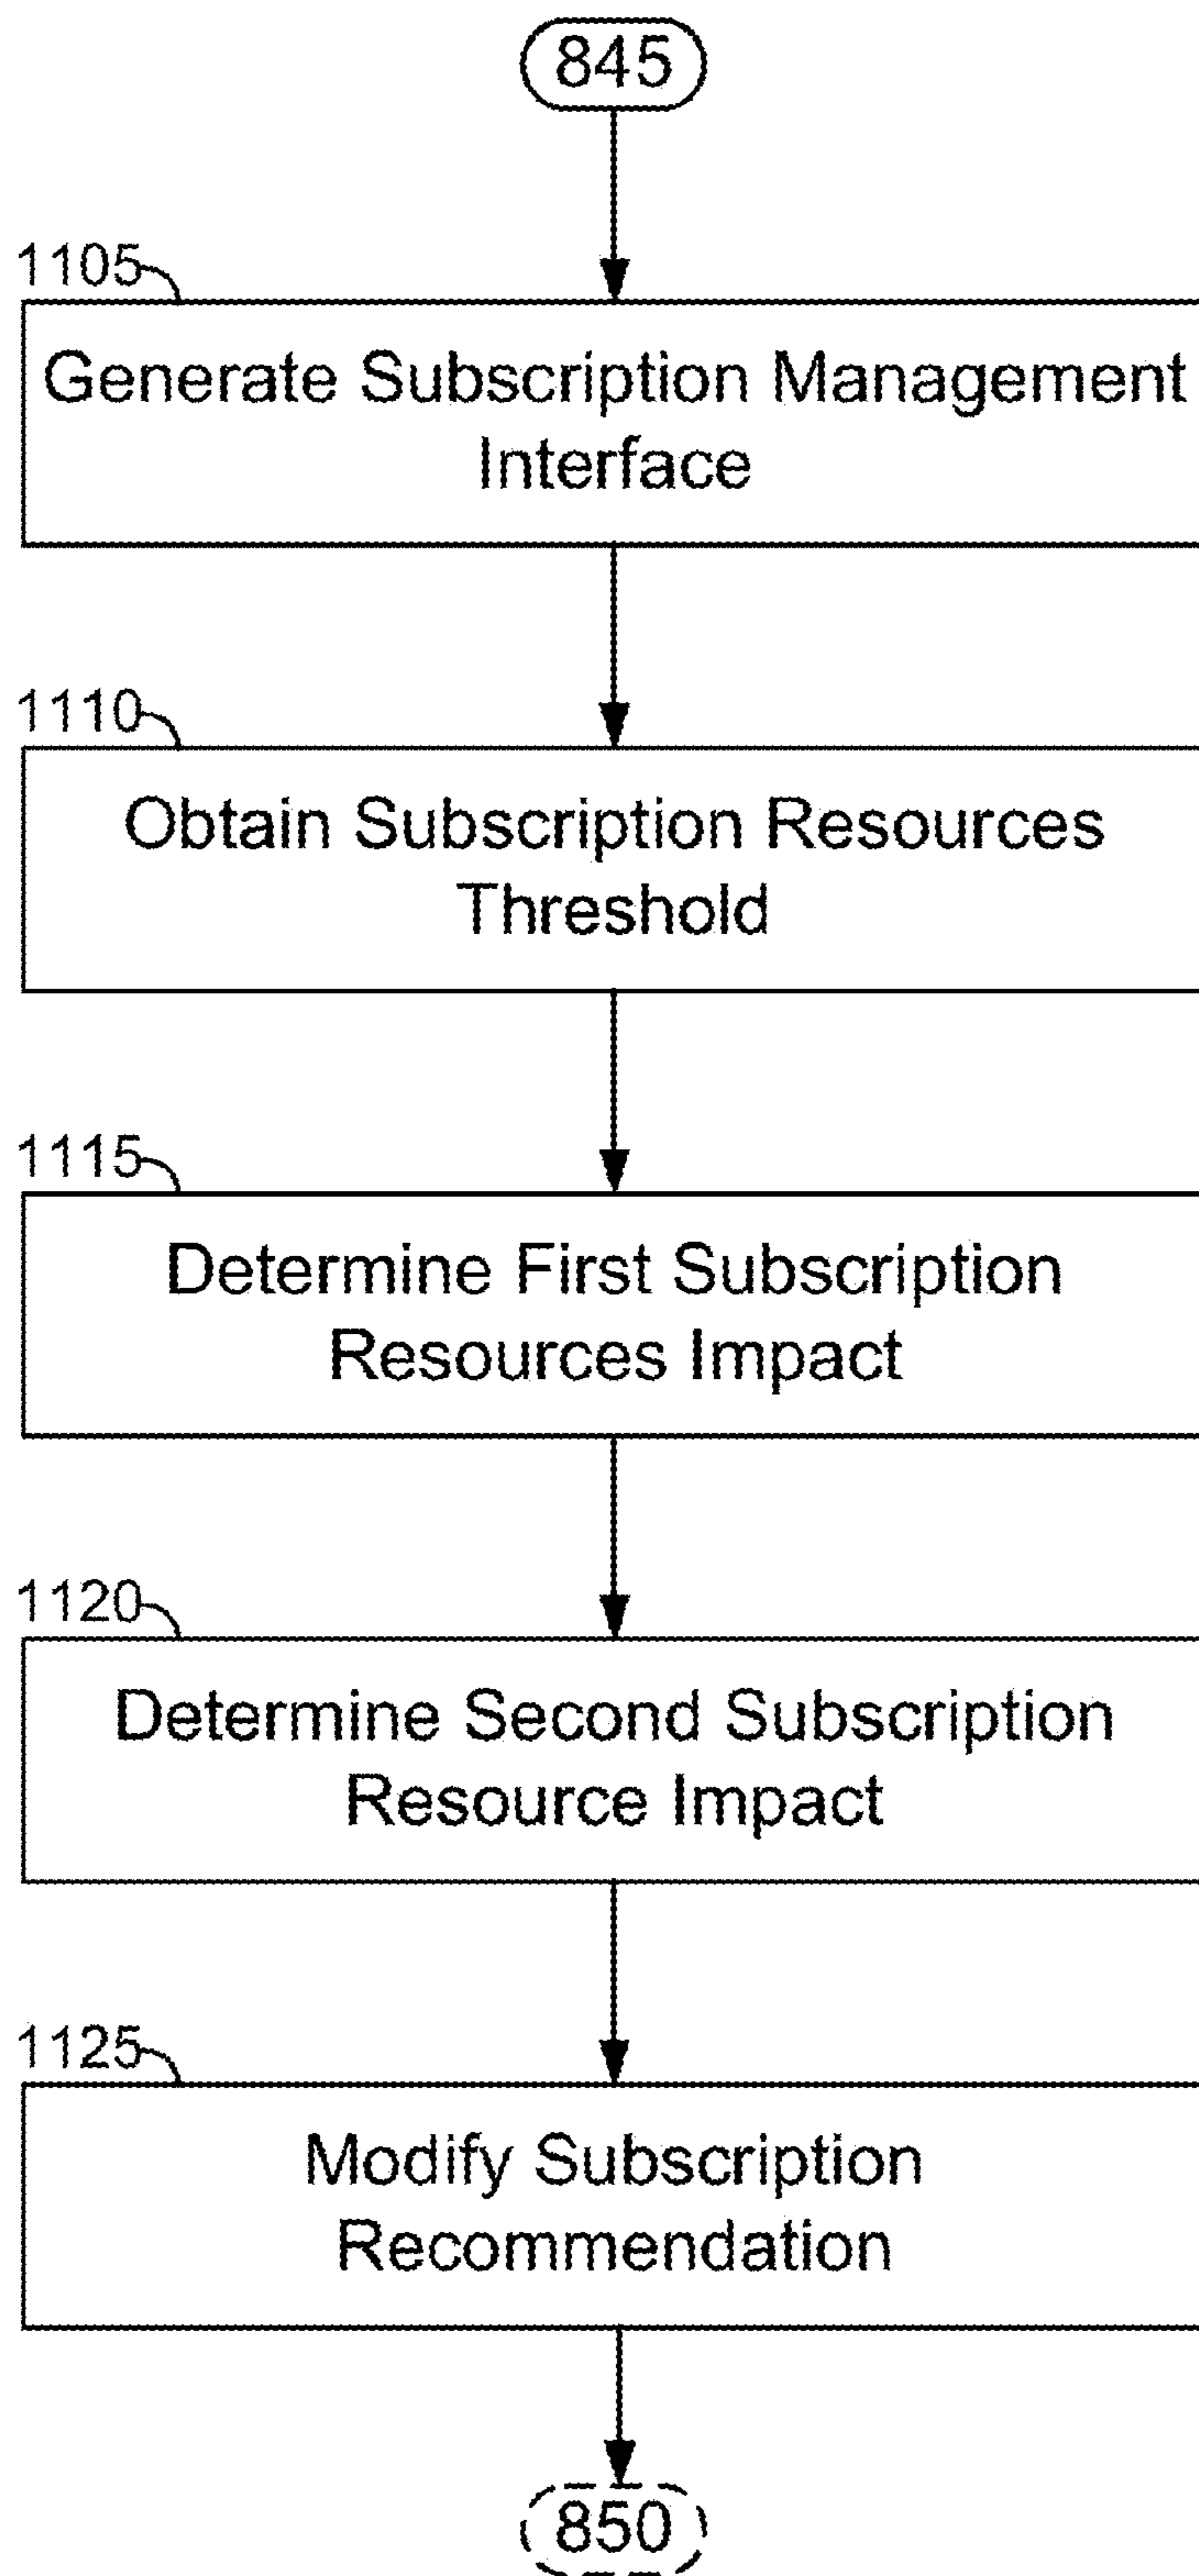 845
1105
Generate Subscription Management
Interface
1110
Obtain Subscription Resources
Threshold
1115
Determine First Subscription
Resources Impact
1120
Determine Second Subscription
Resource Impact
1125
Modify Subscription
Recommendation
850